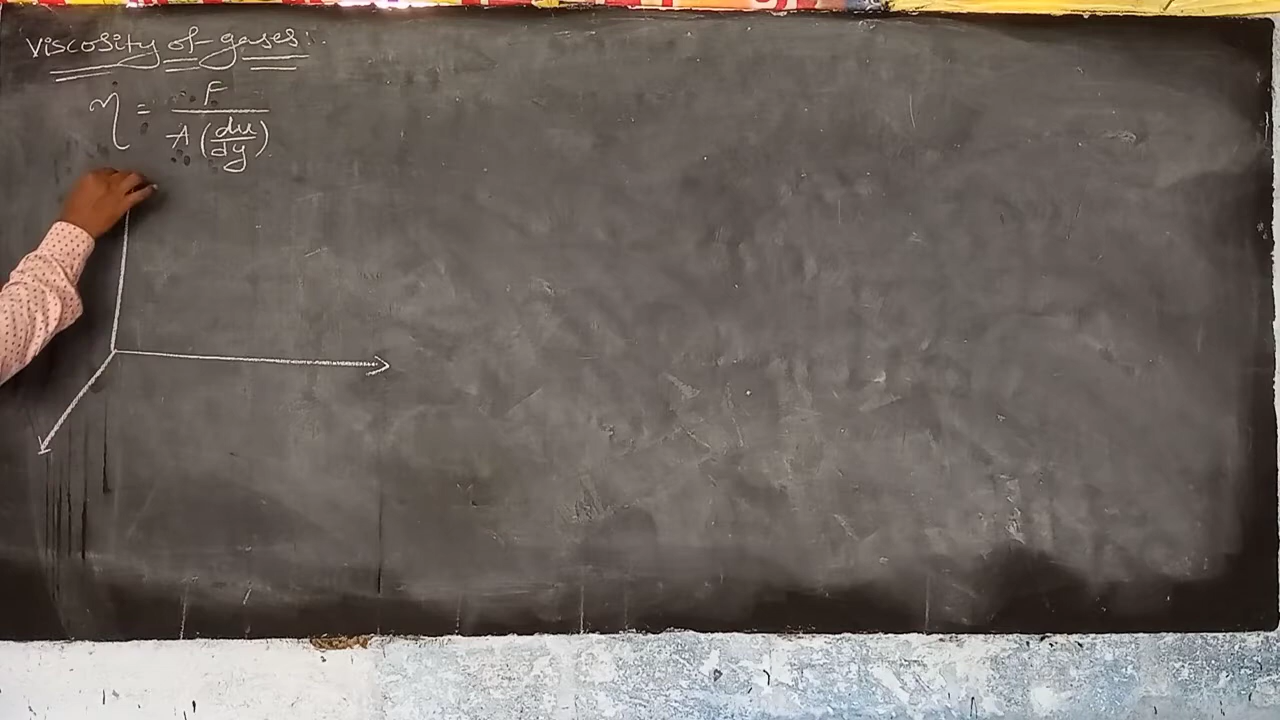 Viscosity of gases:
η = F / A (du/dy)